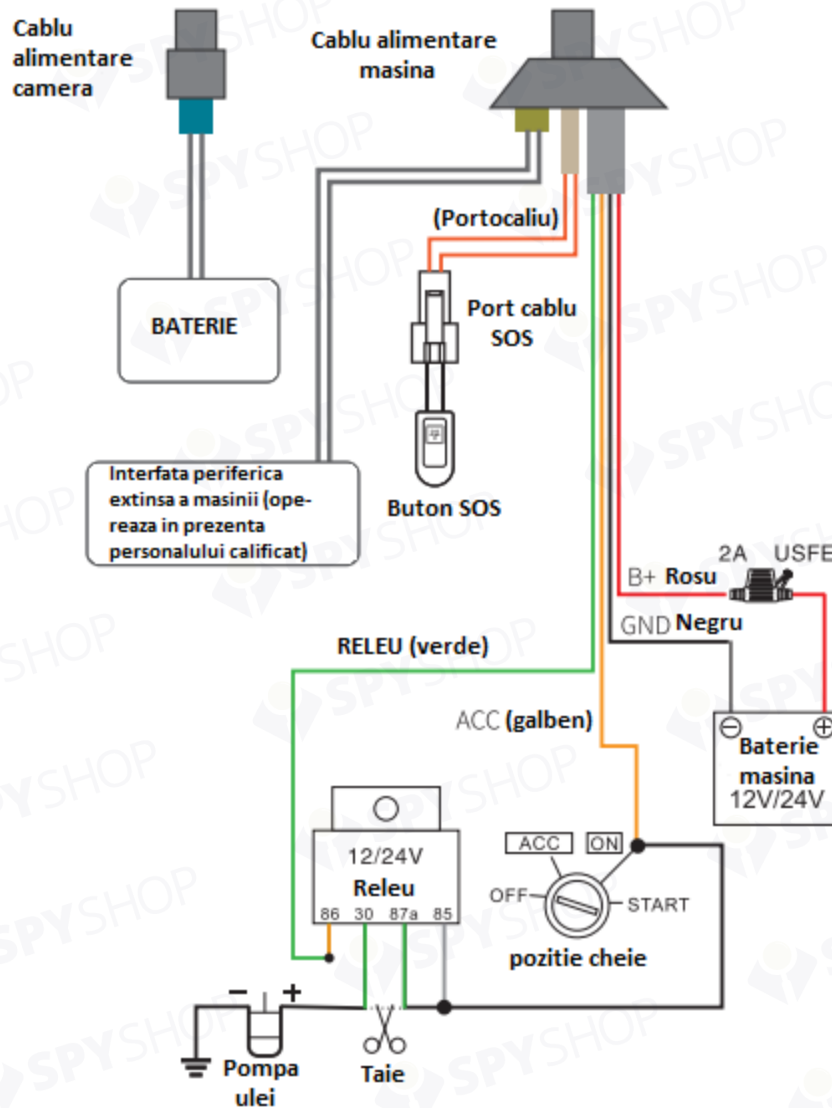 Cablu
alimentare
camera
Cablu alimentare
masina
(Portocaliu)
Port cablu
SOS
BATERIE
Interfata periferica
extinsa a masinii (ope-
reaza in prezenta
personalului calificat)
Buton SOS
2A USFE
B+ Rosu
GND Negru
RELEU (verde)
ACC (galben)
Baterie
masina
12V/24V
12/24V
Releu
86 30 87a 85
ACC ON
OFF START
pozitie cheie
Pompa
ulei
Taie
SPYSHOP